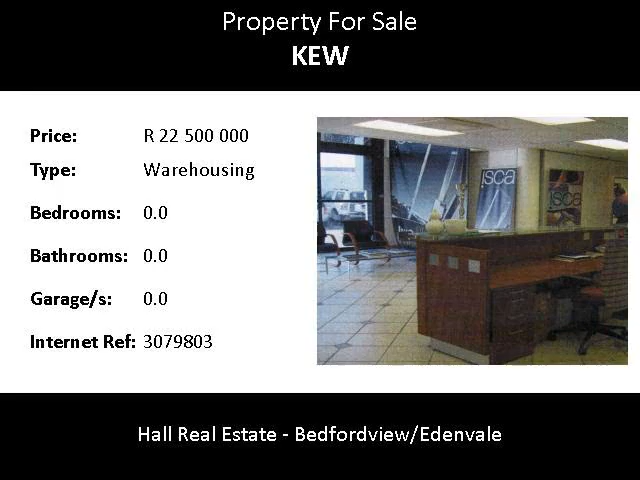 Property For Sale
KEW
Price: R 22 500 000
Type: Warehousing
Bedrooms: 0.0
Bathrooms: 0.0
Garage/s: 0.0
Internet Ref: 3079803
isca
isca
Hall Real Estate - Bedfordview/Edenvale